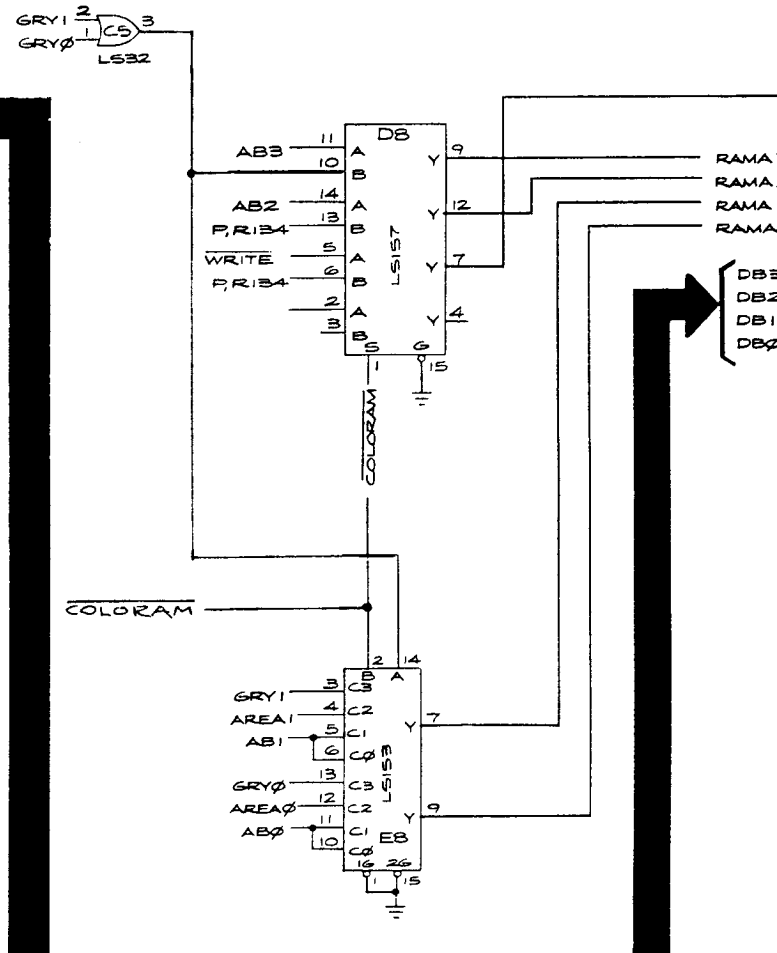 GRY1 2
GRYØ 1
C5 3
LS32
D8
AB3 11 A Y 9
10 B
AB2 14 A Y 12
P,R134 13 B
WRITE 5 A Y 7
P,R134 6 B
2 A Y 4
3 B
LS157
S G
1 15
COLORAM
RAMA
RAMA
RAMA
RAMA
DB3
DB2
DB1
DBØ
COLORAM
2 14
B A
GRY1 3 C3
AREA1 4 C2 Y 7
AB1 5 C1
6 CØ
GRYØ 13 C3
AREAØ 12 C2 Y 9
AB0 11 C1
10 CØ
LS153
E8
1G 2G
1 15